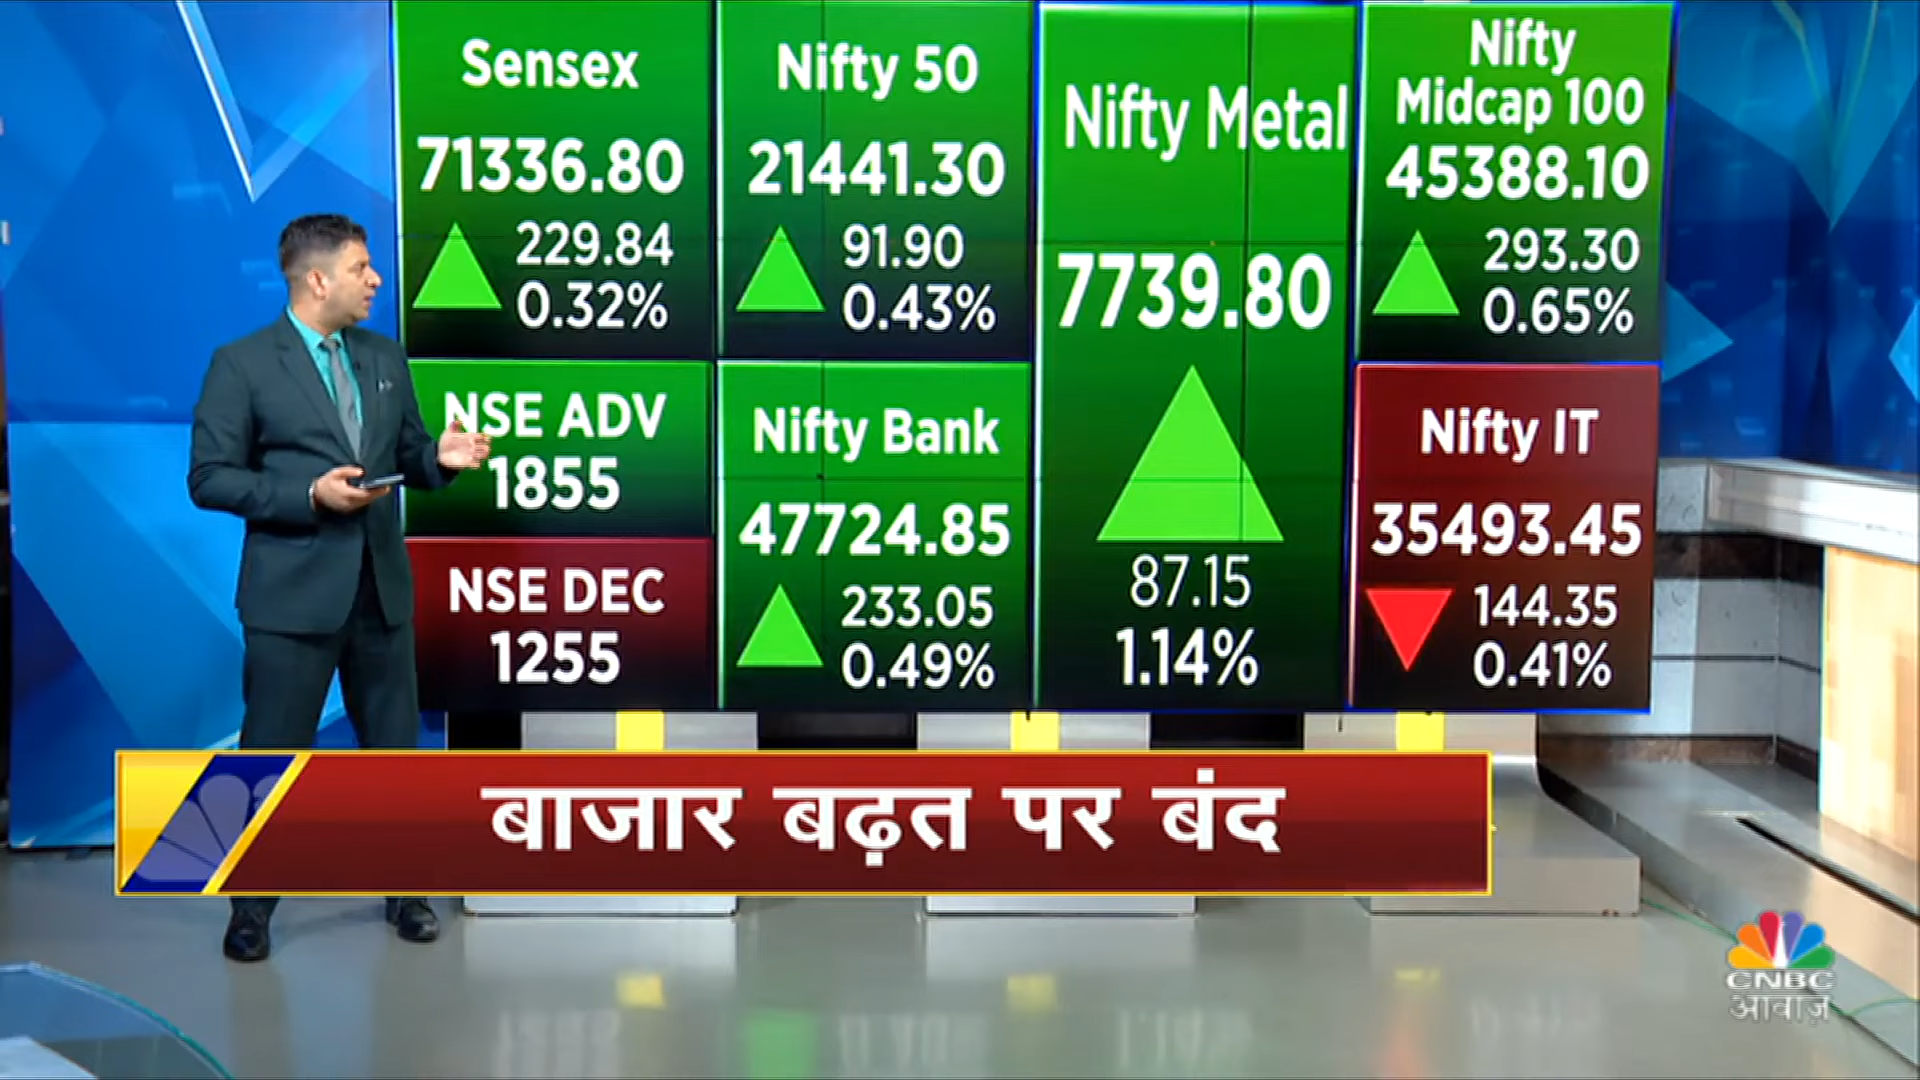 Sensex
71336.80
229.84
0.32%
NSE ADV
1855
NSE DEC
1255
Nifty 50
21441.30
91.90
0.43%
Nifty Bank
47724.85
233.05
0.49%
Nifty Metal
7739.80
87.15
1.14%
Nifty
Midcap 100
45388.10
293.30
0.65%
Nifty IT
35493.45
144.35
0.41%
बाजार बढ़त पर बंद
CNBC
आवाज़